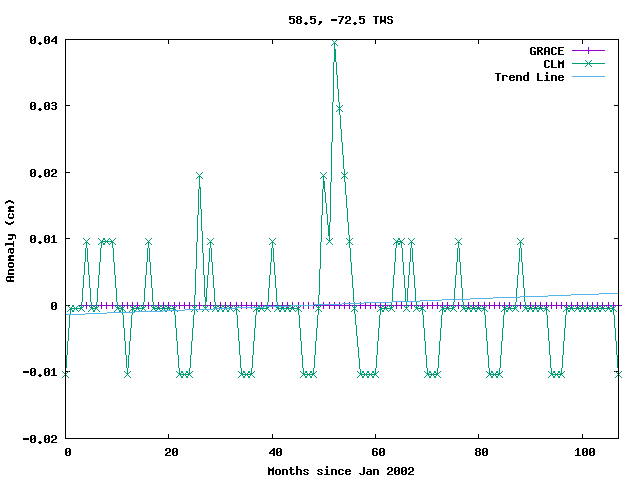 58.5, -72.5 TWS
0.04
0.03
0.02
0.01
0
-0.01
-0.02
Anomaly (cm)
GRACE
CLM
Trend Line
0 20 40 60 80 100
Months since Jan 2002